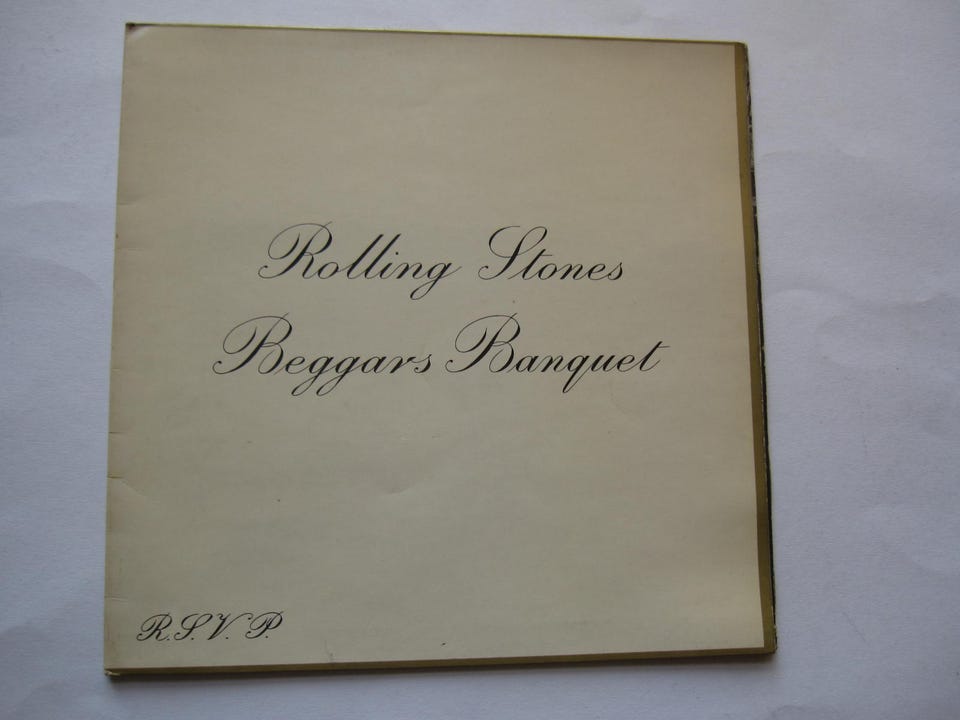 Rolling Stones
Beggars Banquet
R.S.V.P.